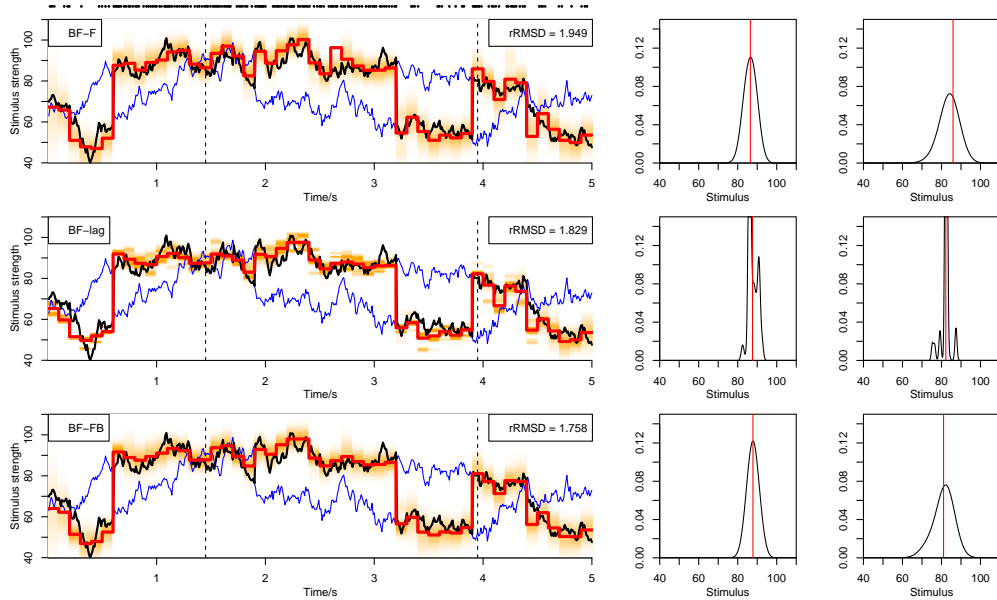 BF−F
rRMSD = 1.949
Stimulus strength
40 60 80 100
1 2 3 4 5
Time/s
0.00 0.04 0.08 0.12
40 60 80 100
Stimulus
0.00 0.04 0.08 0.12
40 60 80 100
Stimulus
BF−lag
rRMSD = 1.829
Stimulus strength
40 60 80 100
1 2 3 4 5
Time/s
0.00 0.04 0.08 0.12
40 60 80 100
Stimulus
0.00 0.04 0.08 0.12
40 60 80 100
Stimulus
BF−FB
rRMSD = 1.758
Stimulus strength
40 60 80 100
1 2 3 4 5
Time/s
0.00 0.04 0.08 0.12
40 60 80 100
Stimulus
0.00 0.04 0.08 0.12
40 60 80 100
Stimulus